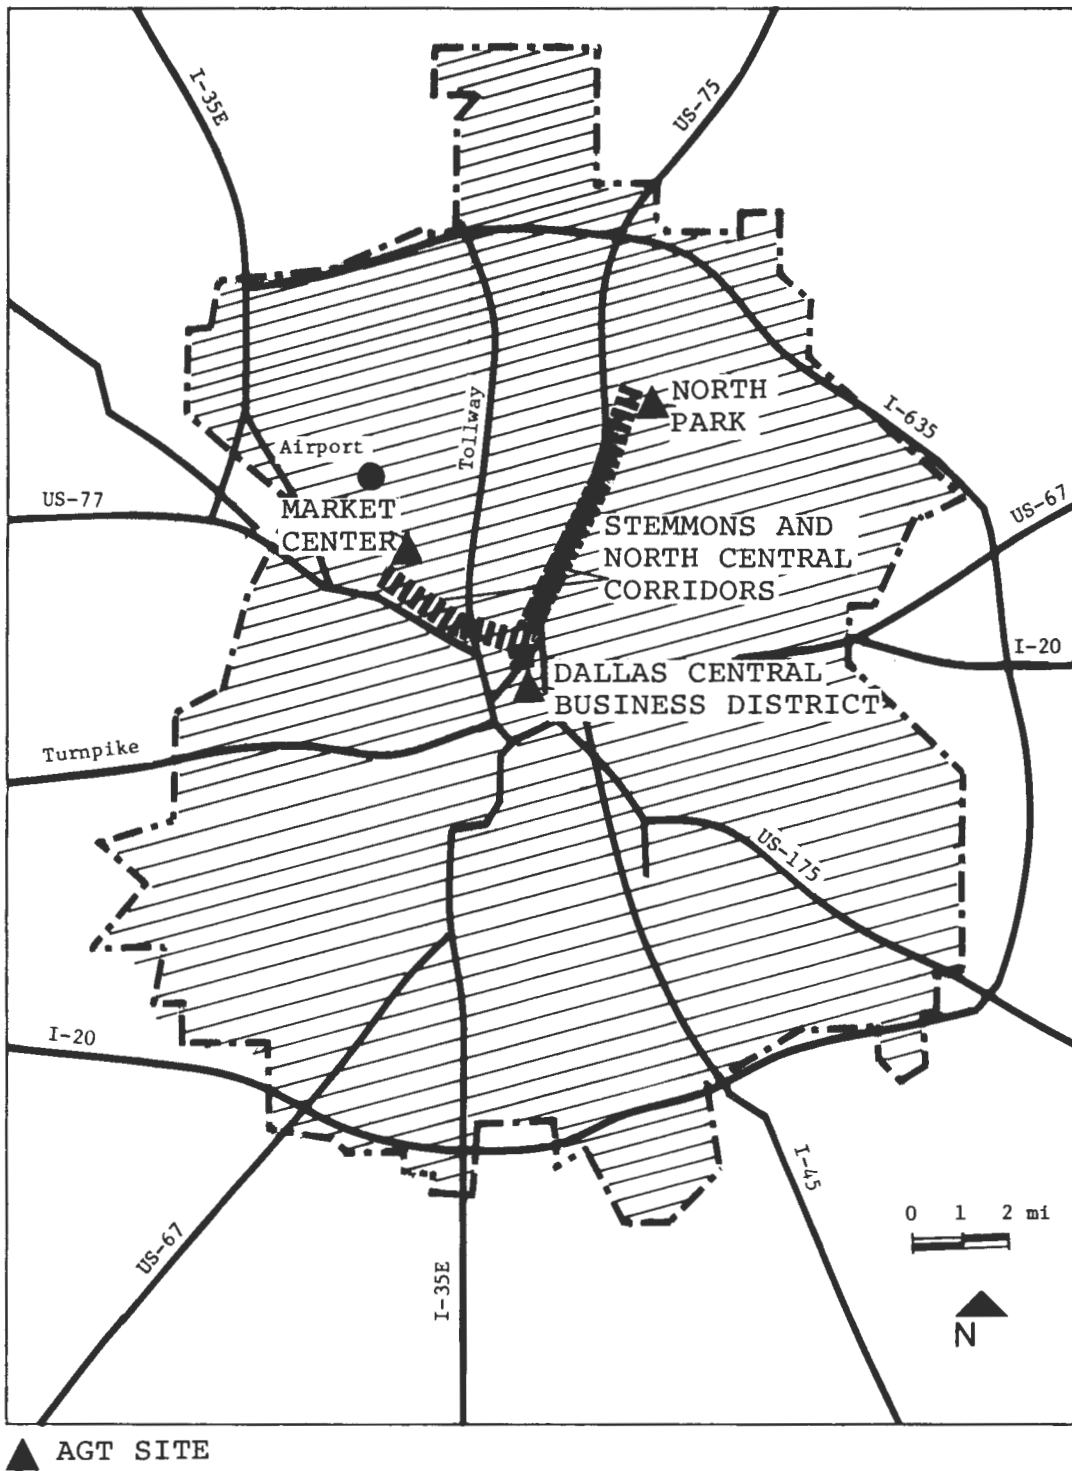 I-35E
US-75
NORTH
PARK
I-635
Tollway
Airport
US-77
MARKET
CENTER
US-67
STEMMONS AND
NORTH CENTRAL
CORRIDORS
I-20
DALLAS CENTRAL
BUSINESS DISTRICT
Turnpike
US-175
I-20
I-45
0 1 2 mi
US-67
I-35E
N
AGT SITE